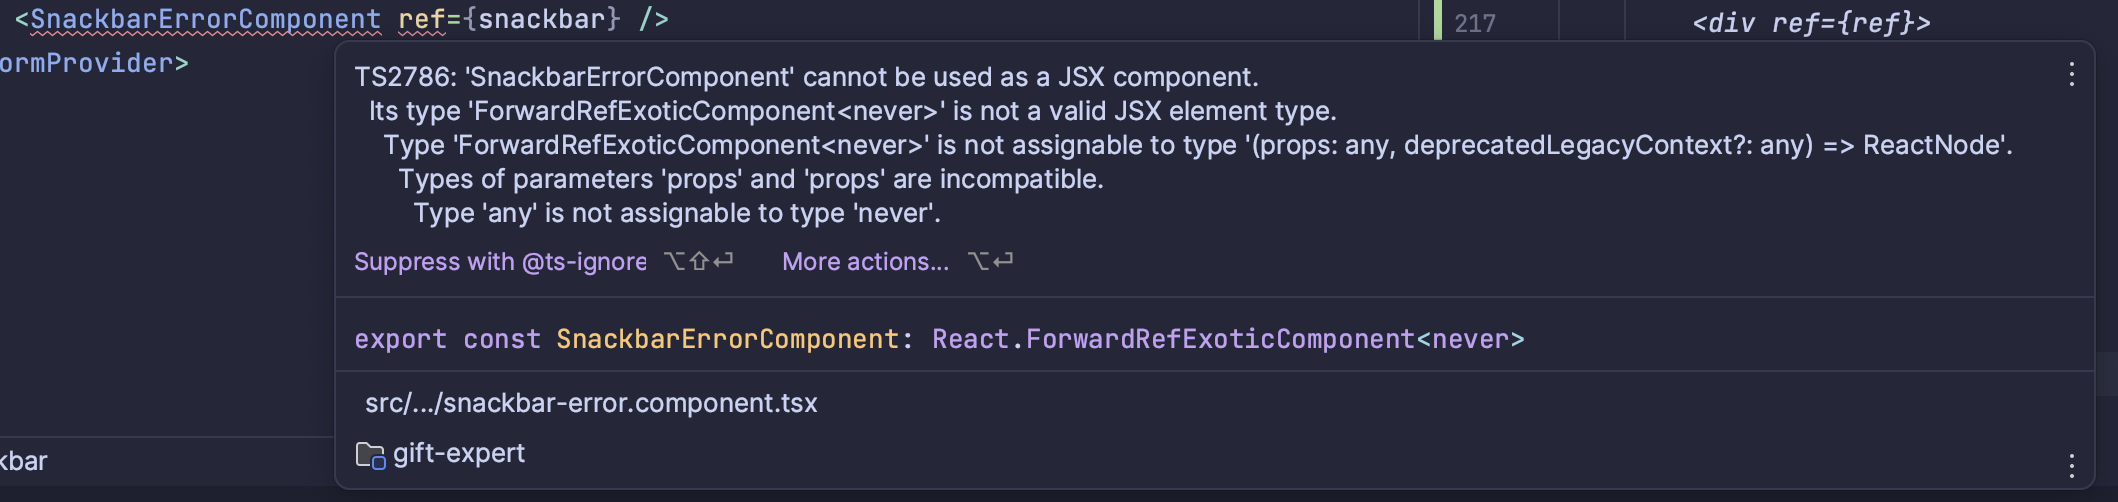 <SnackbarErrorComponent ref={snackbar} />
217 <div ref={ref}>
ormProvider>
TS2786: 'SnackbarErrorComponent' cannot be used as a JSX component.
Its type 'ForwardRefExoticComponent<never>' is not a valid JSX element type.
Type 'ForwardRefExoticComponent<never>' is not assignable to type '(props: any, deprecatedLegacyContext?: any) => ReactNode'.
Types of parameters 'props' and 'props' are incompatible.
Type 'any' is not assignable to type 'never'.
Suppress with @ts-ignore ⌥⇧⏎ More actions... ⌥⏎
export const SnackbarErrorComponent: React.ForwardRefExoticComponent<never>
src/.../snackbar-error.component.tsx
kbar
gift-expert